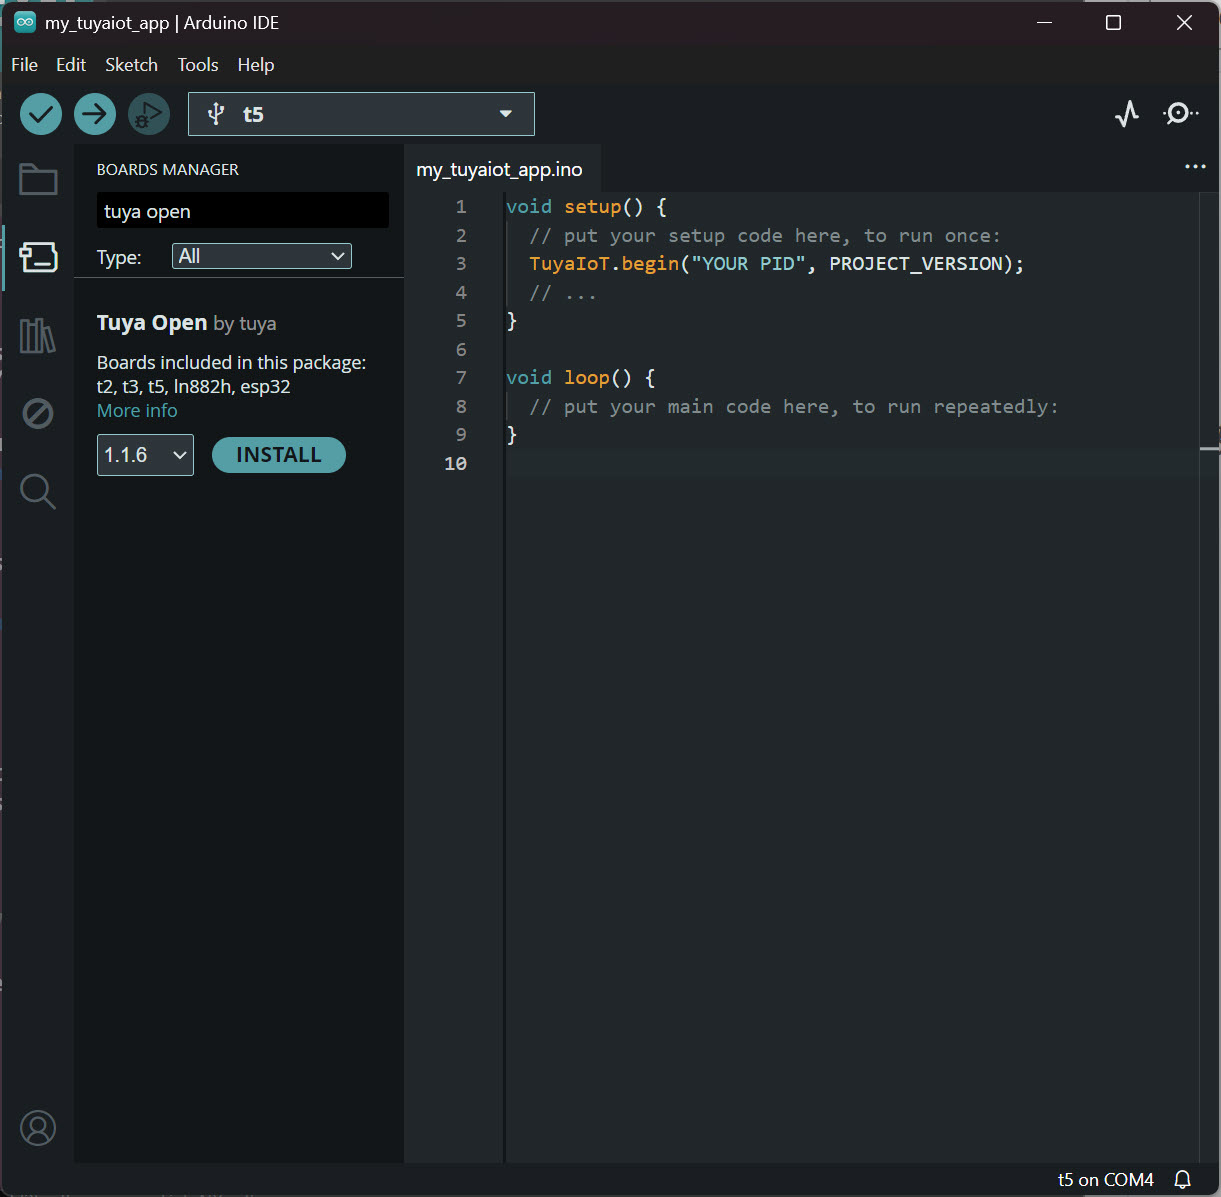 my_tuyaiot_app | Arduino IDE
File Edit Sketch Tools Help
t5
BOARDS MANAGER
tuya open
Type: All
Tuya Open by tuya
Boards included in this package:
t2, t3, t5, ln882h, esp32
More info
1.1.6 INSTALL
my_tuyaiot_app.ino
1 void setup() {
2 // put your setup code here, to run once:
3 TuyaIoT.begin("YOUR PID", PROJECT_VERSION);
4 // ...
5 }
6
7 void loop() {
8 // put your main code here, to run repeatedly:
9 }
10
t5 on COM4